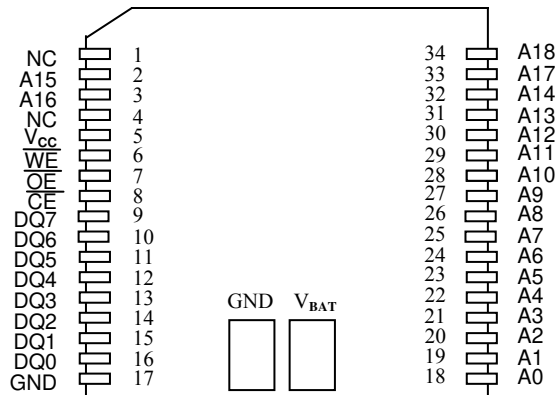 NC 1 34 A18
A15 2 33 A17
A16 3 32 A14
NC 4 31 A13
Vcc 5 30 A12
WE 6 29 A11
OE 7 28 A10
CE 8 27 A9
DQ7 9 26 A8
DQ6 10 25 A7
DQ5 11 24 A6
DQ4 12 23 A5
DQ3 13 22 A4
DQ2 14 21 A3
DQ1 15 20 A2
DQ0 16 19 A1
GND 17 18 A0
GND VBAT